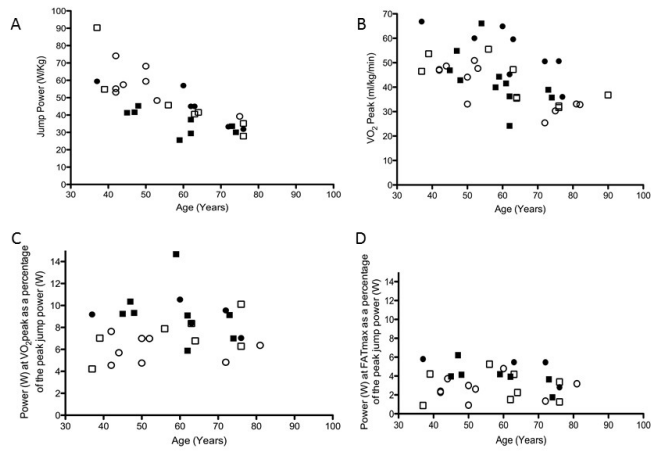 A
Jump Power (W/Kg)
100
90
80
70
60
50
40
30
20
10
0
30 40 50 60 70 80 90 100
Age (Years)
B
VO2 Peak (ml/kg/min)
70
60
50
40
30
20
10
0
30 40 50 60 70 80 90 100
Age (Years)
C
Power (W) at VO2peak as a percentage
of the peak jump power (W)
14
12
10
8
6
4
2
0
30 40 50 60 70 80 90 100
Age (Years)
D
Power (W) at FATmax as a percentage
of the peak jump power (W)
14
12
10
8
6
4
2
0
30 40 50 60 70 80 90 100
Age (Years)